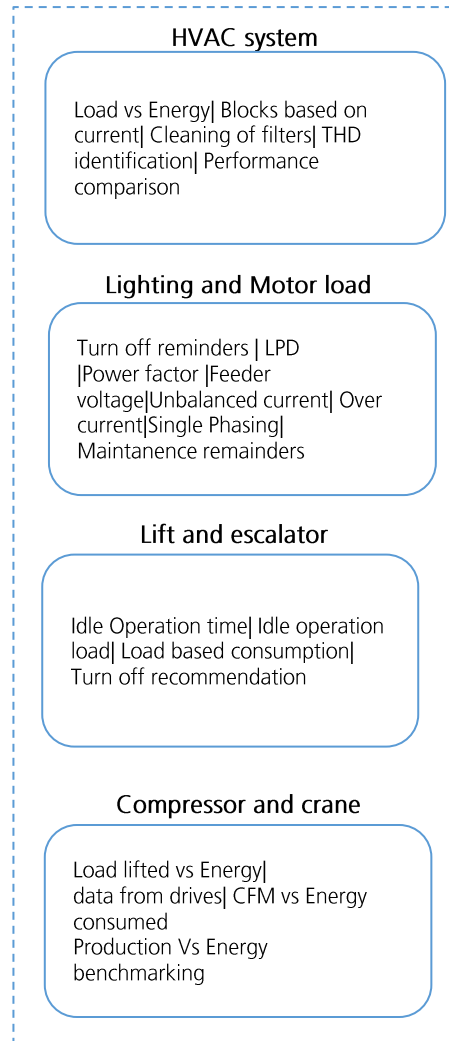 HVAC system
Load vs Energy| Blocks based on
current| Cleaning of filters| THD
identification| Performance
comparison
Lighting and Motor load
Turn off reminders | LPD
|Power factor |Feeder
voltage|Unbalanced current| Over
current|Single Phasing|
Maintanence remainders
Lift and escalator
Idle Operation time| Idle operation
load| Load based consumption|
Turn off recommendation
Compressor and crane
Load lifted vs Energy|
data from drives| CFM vs Energy
consumed
Production Vs Energy
benchmarking